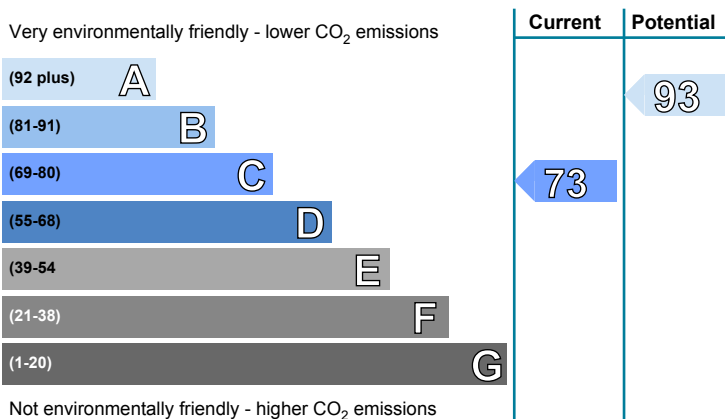 Very environmentally friendly - lower CO2 emissions
Current
Potential
(92 plus) A
(81-91) B
(69-80) C
(55-68) D
(39-54 E
(21-38) F
(1-20) G
93
73
Not environmentally friendly - higher CO2 emissions